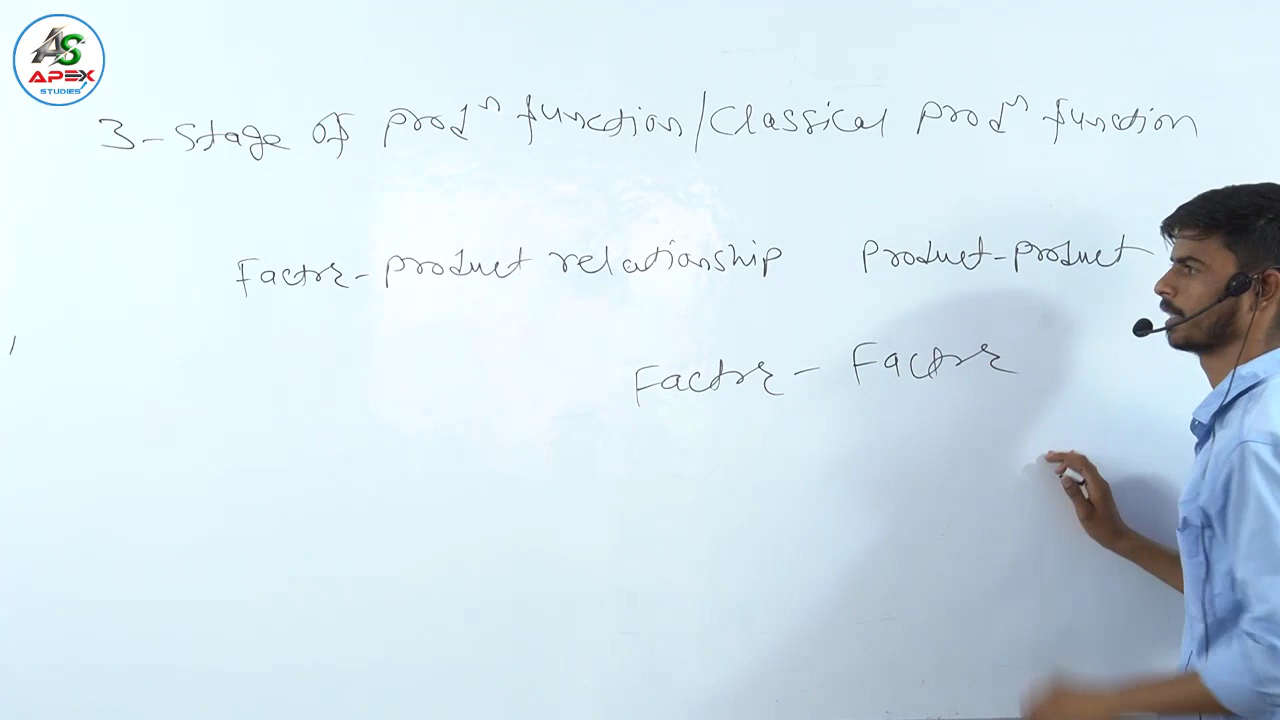 AS
APEX
STUDIES
3-Stage of prodⁿ function/Classical prodⁿ function
Factor-product relationship Product-product
Factor-Factor